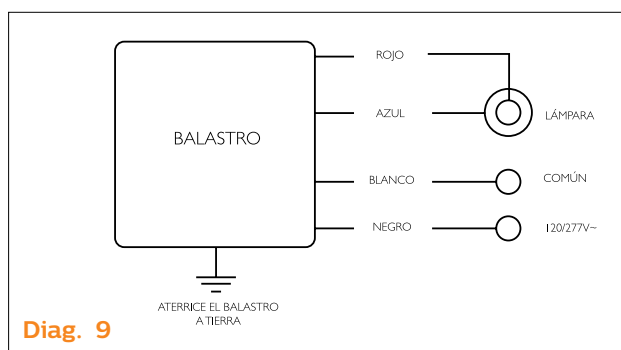 ROJO
AZUL
LÁMPARA
BALASTRO
BLANCO
COMÚN
NEGRO
120/277V~
ATERRICE EL BALASTRO
A TIERRA
Diag. 9